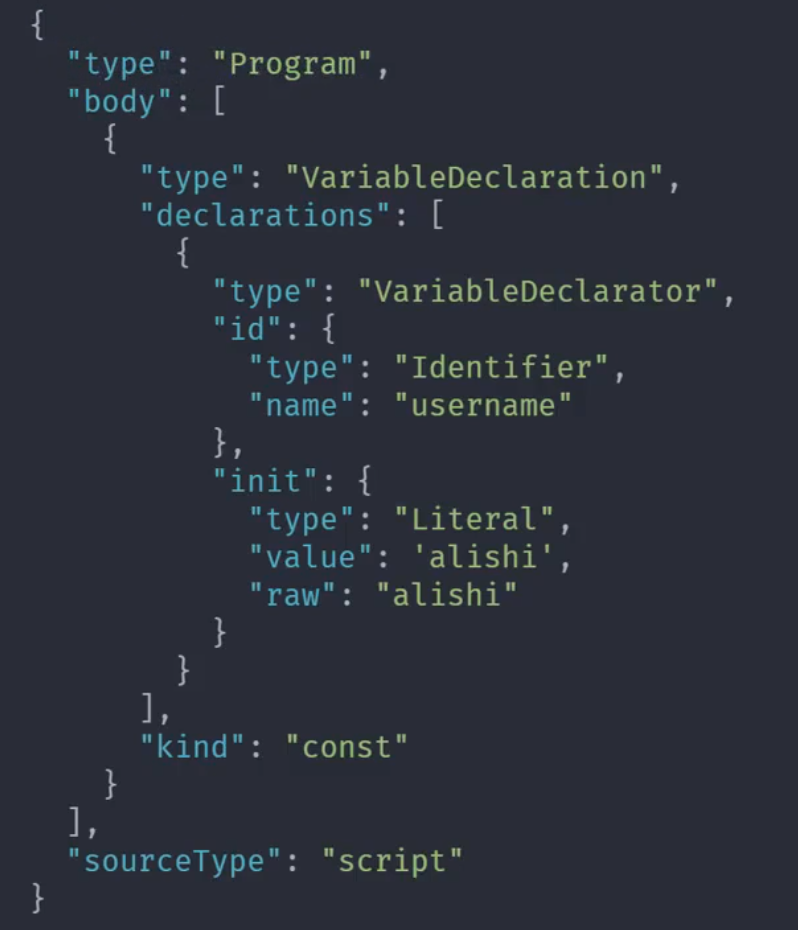 {
  "type": "Program",
  "body": [
    {
      "type": "VariableDeclaration",
      "declarations": [
        {
          "type": "VariableDeclarator",
          "id": {
            "type": "Identifier",
            "name": "username"
          },
          "init": {
            "type": "Literal",
            "value": 'alishi',
            "raw": "alishi"
          }
        }
      ],
      "kind": "const"
    }
  ],
  "sourceType": "script"
}